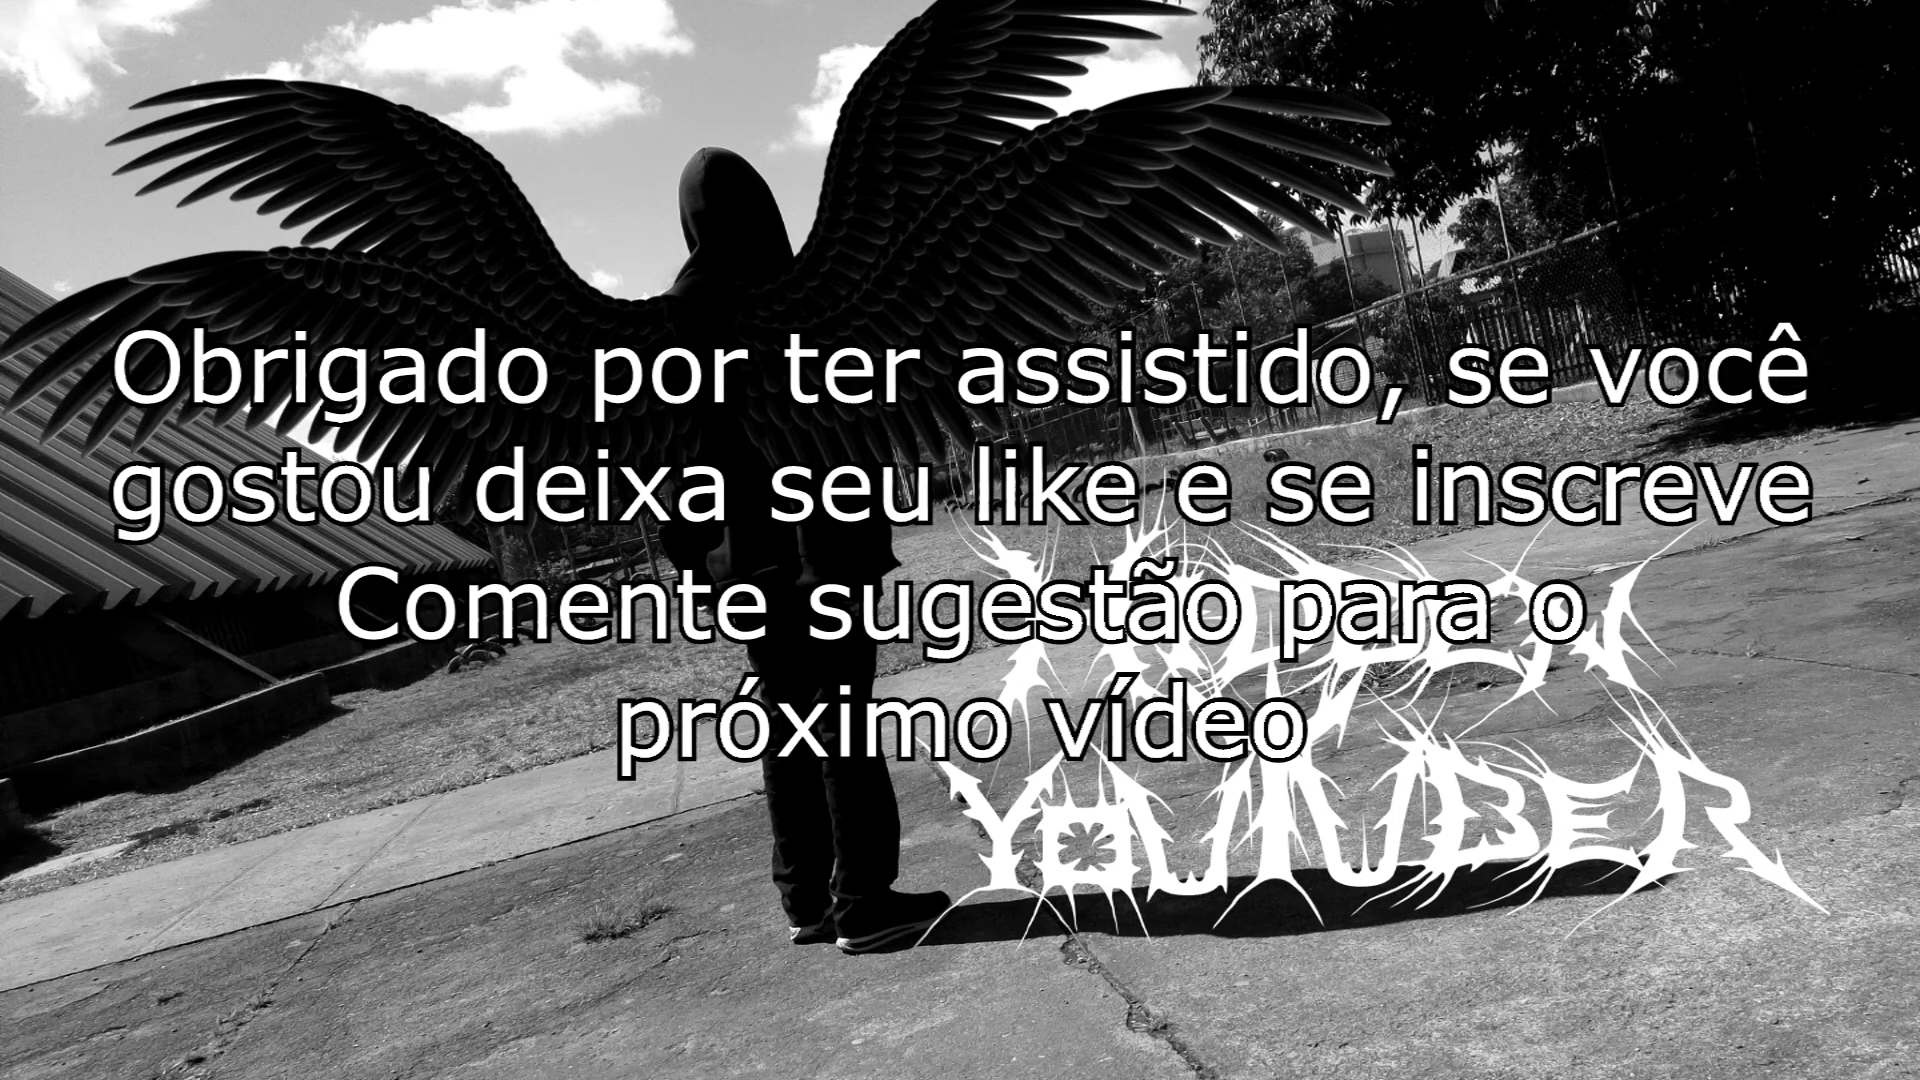 Obrigado por ter assistido, se você
gostou deixa seu like e se inscreve
Comente sugestão para o
próximo vídeo
YOUTUBER